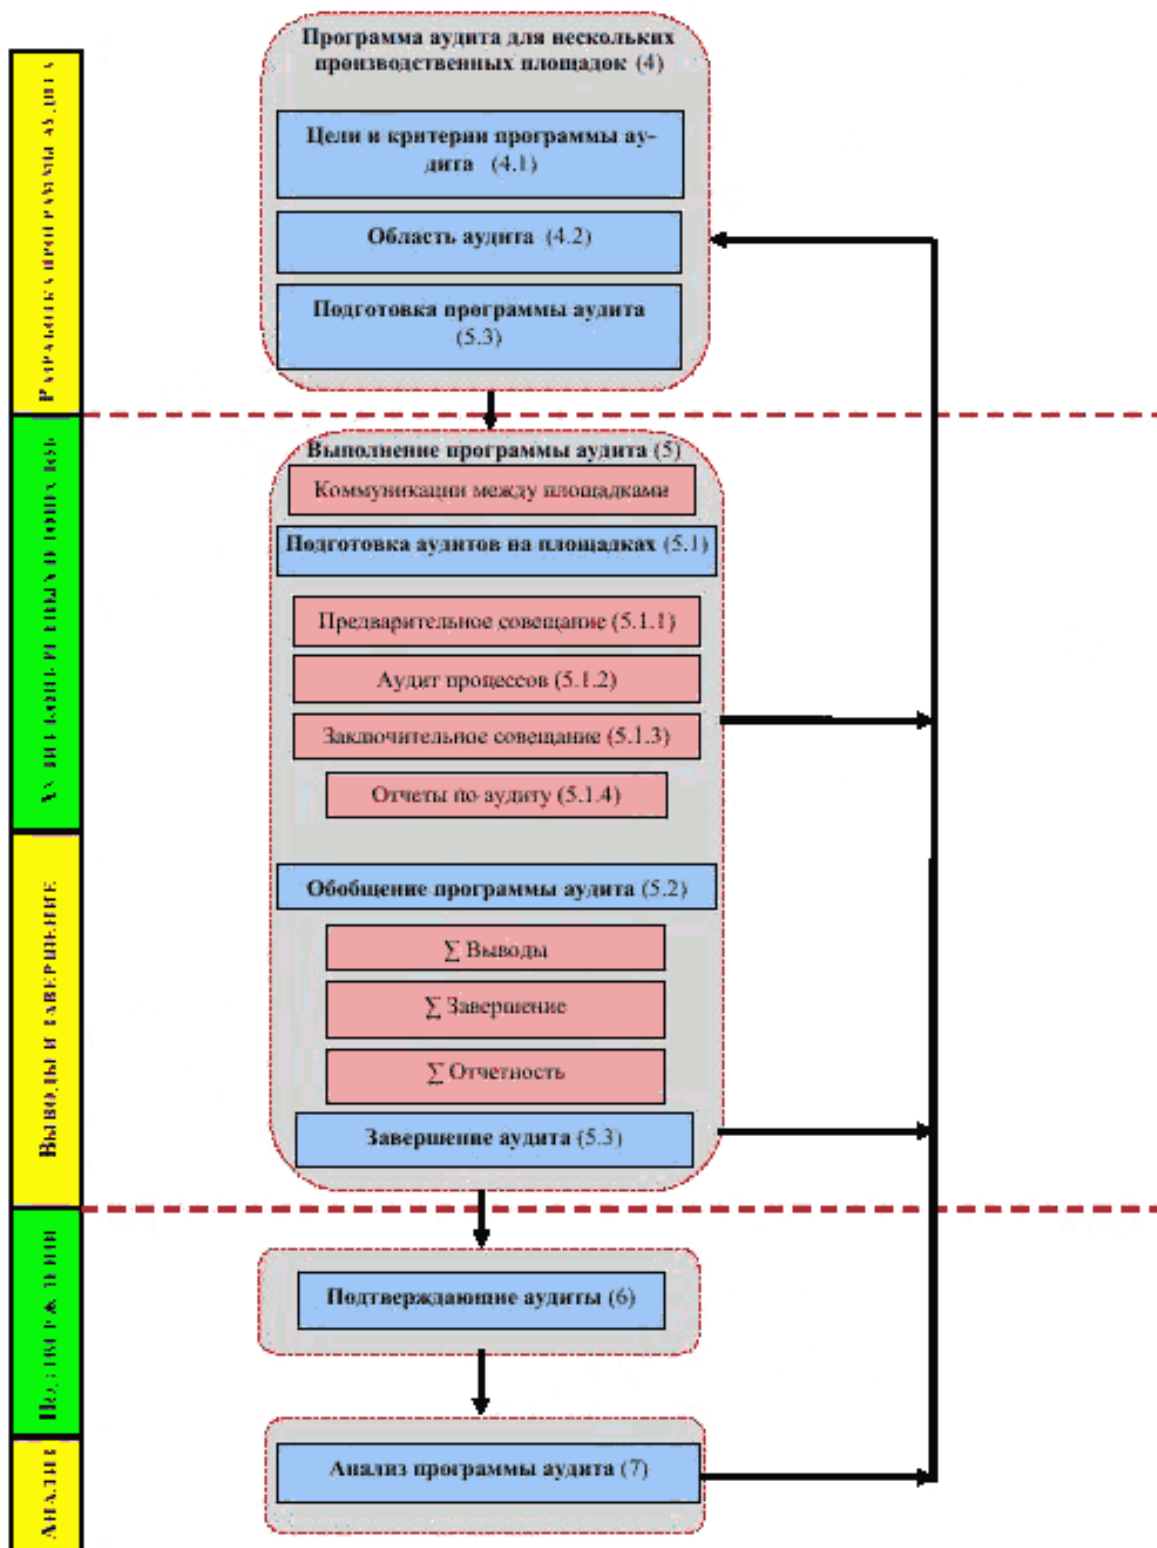 Программа аудита для нескольких
производственных площадок (4)
Цели и критерии программы ау-
дита (4.1)
Область аудита (4.2)
Подготовка программы аудита
(5.3)
Выполнение программы аудита (5)
Коммуникации между площадками
Подготовка аудитов на площадках (5.1)
Предварительное совещание (5.1.1)
Аудит процессов (5.1.2)
Заключительное совещание (5.1.3)
Отчеты по аудиту (5.1.4)
Обобщение программы аудита (5.2)
∑ Выводы
∑ Завершение
∑ Отчетность
Завершение аудита (5.3)
Подтверждающие аудиты (6)
Анализ программы аудита (7)
РАЗРАБОТКА ПРОГРАММЫ АУДИТА
ВЫВОДЫ И ЗАВЕРШЕНИЕ
АНАЛИЗ